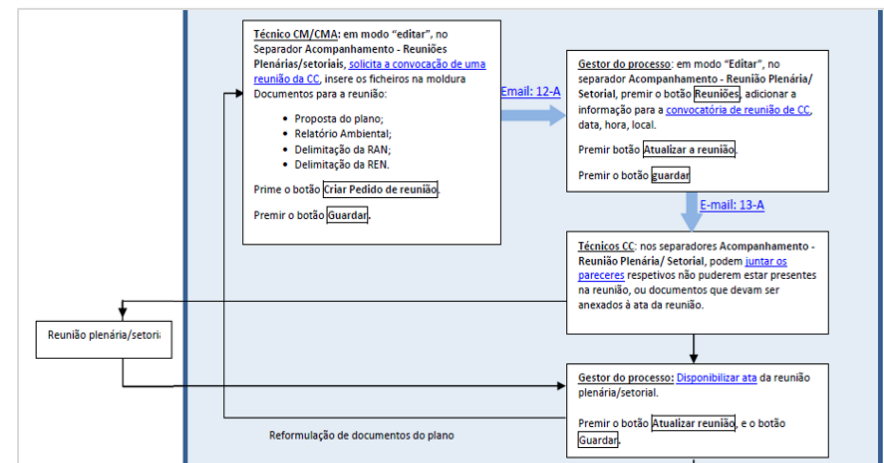 Técnico CM/CMA: em modo “editar”, no
Separador Acompanhamento - Reuniões
Plenárias/setoriais, solicita a convocação de uma
reunião da CC, insere os ficheiros na moldura
Documentos para a reunião:
• Proposta do plano;
• Relatório Ambiental;
• Delimitação da RAN;
• Delimitação da REN.
Prime o botão Criar Pedido de reunião.
Premir o botão Guardar.
Email: 12-A
Gestor do processo: em modo “Editar”, no
separador Acompanhamento - Reunião Plenária/
Setorial, premir o botão Reuniões, adicionar a
informação para a convocatória de reunião de CC,
data, hora, local.
Premir botão Atualizar a reunião.
Premir o botão guardar
E-mail: 13-A
Técnicos CC: nos separadores Acompanhamento -
Reunião Plenária/ Setorial, podem juntar os
pareceres respetivos não puderem estar presentes
na reunião, ou documentos que devam ser
anexados à ata da reunião.
Reunião plenária/setoria
Gestor do processo: Disponibilizar ata da reunião
plenária/setorial.
Premir o botão Atualizar reunião, e o botão
Guardar.
Reformulação de documentos do plano